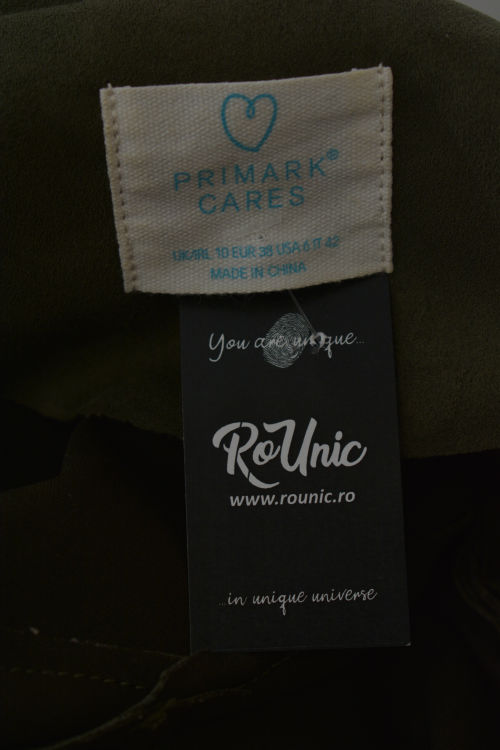 PRIMARK®
CARES
UK/IRL 10 EUR 38 USA 6 IT 42
MADE IN CHINA
You are unique...
RoUnic
www.rounic.ro
...in unique universe